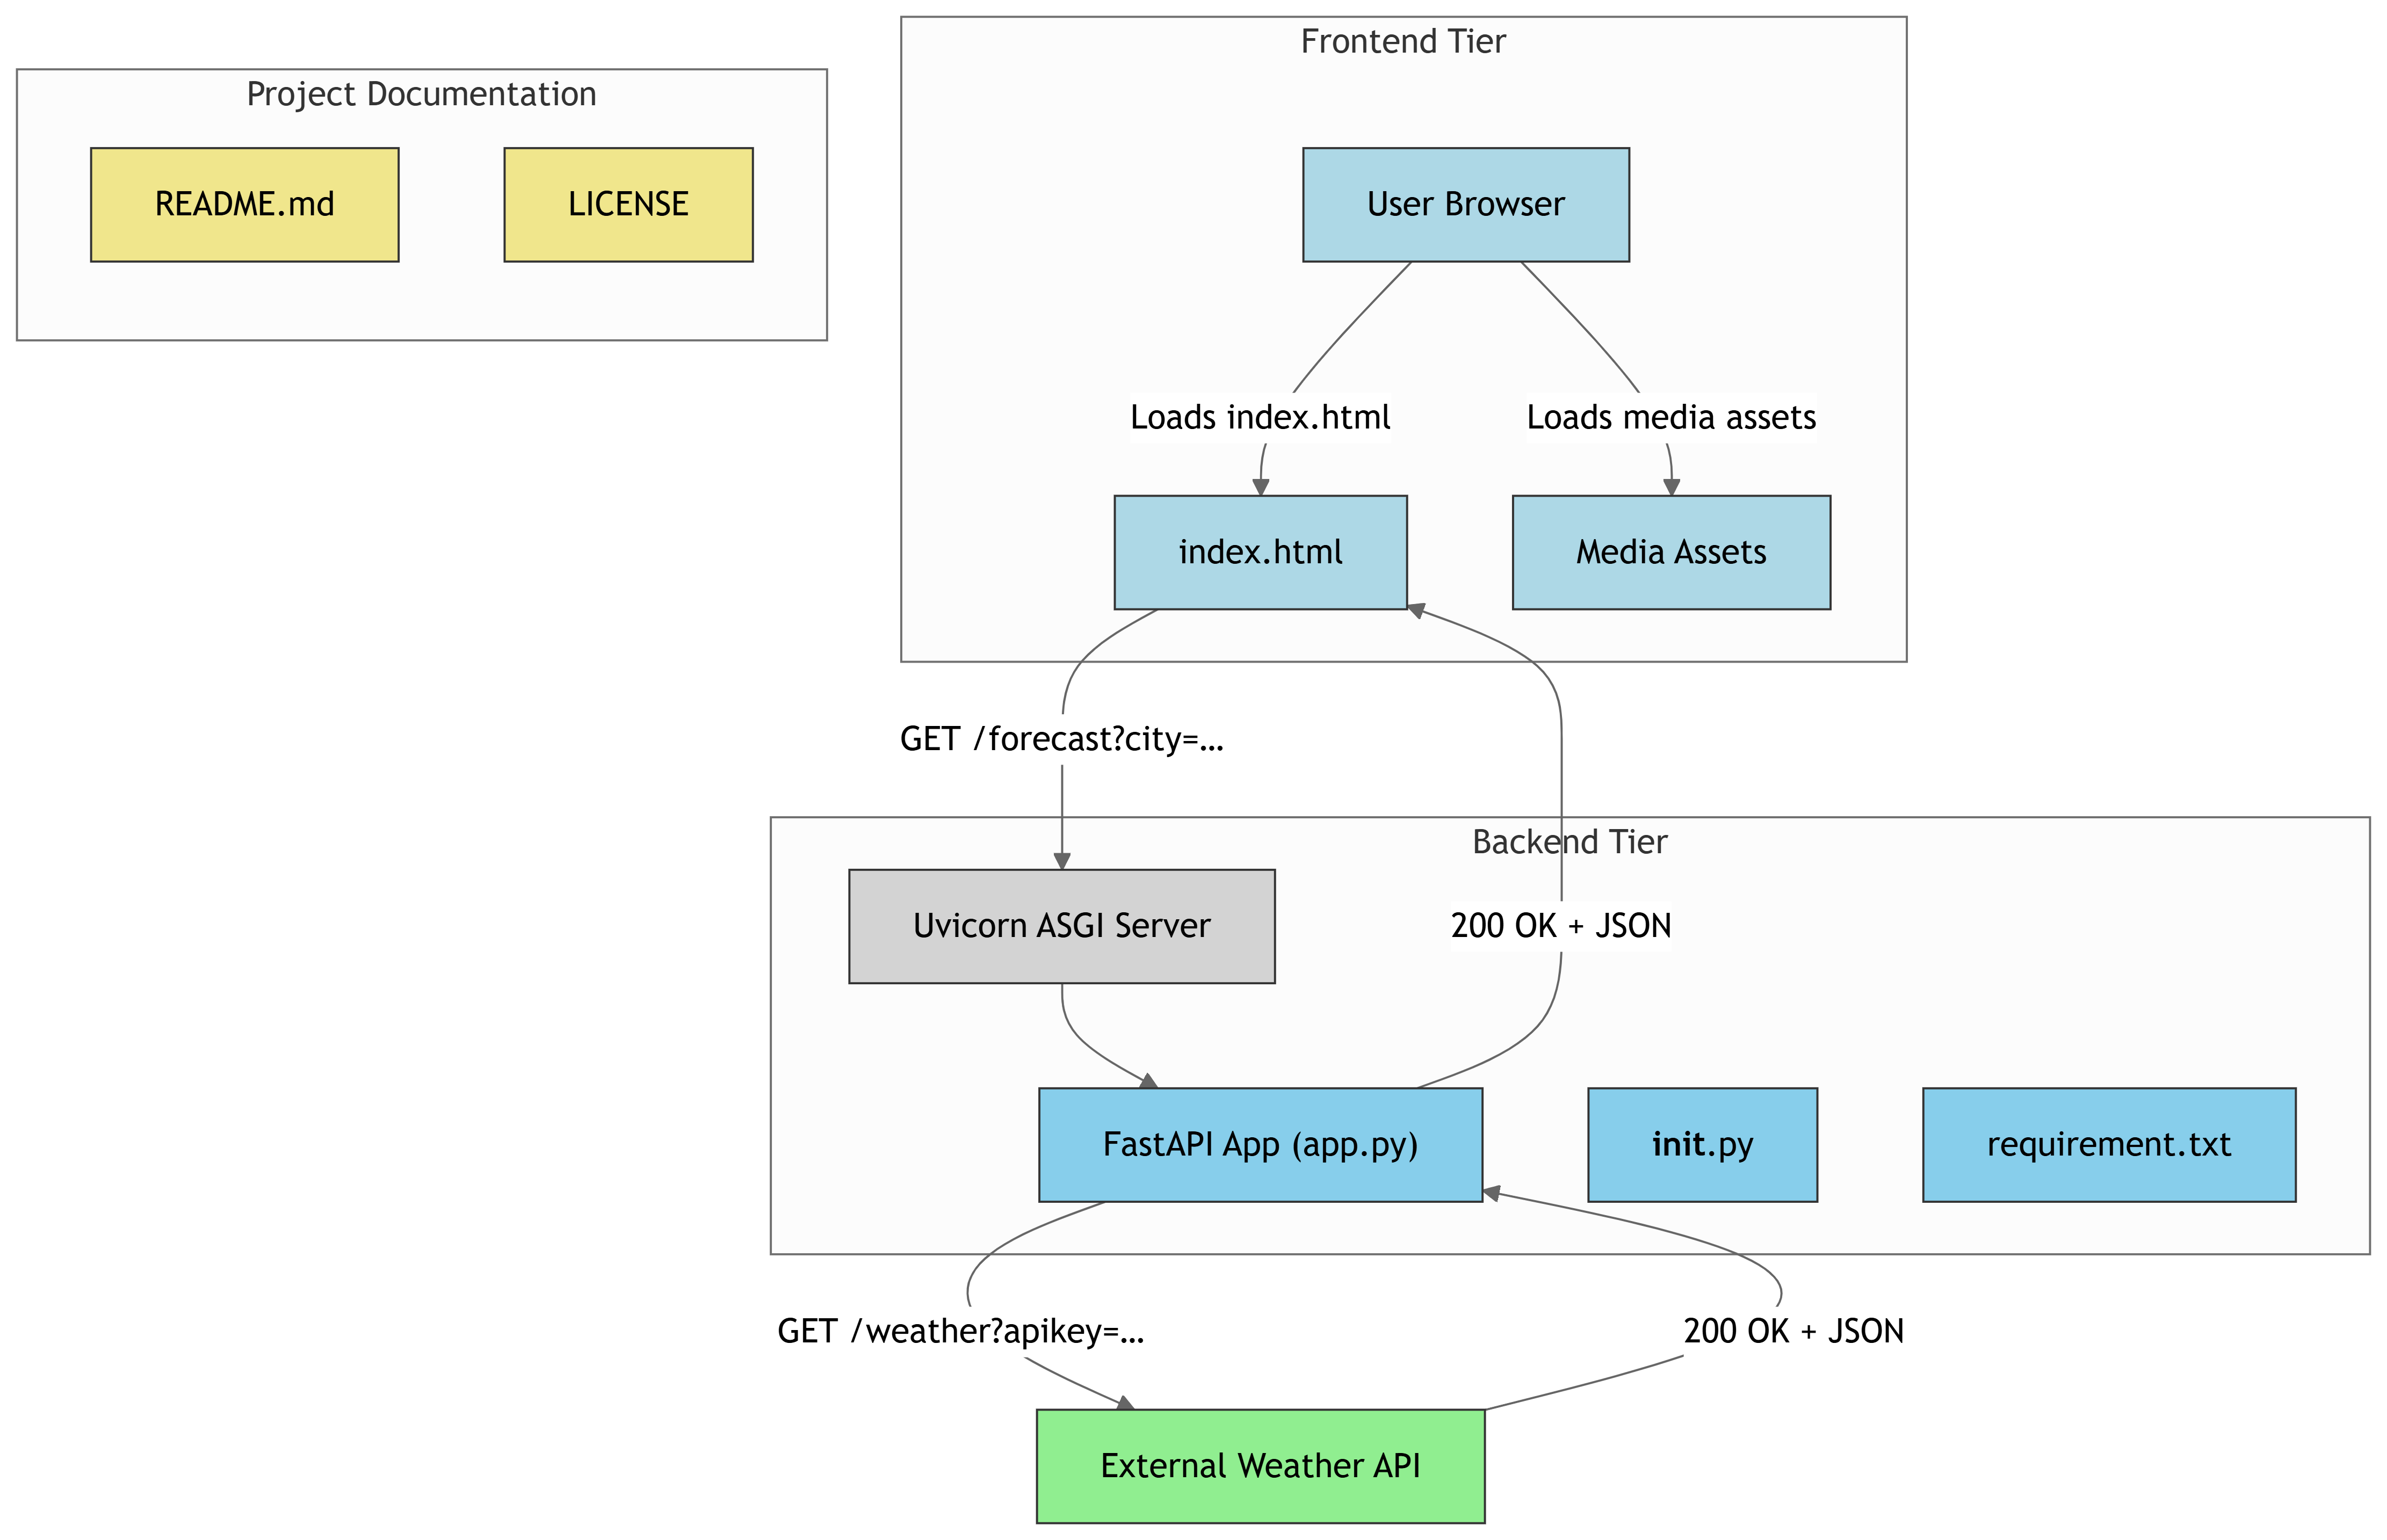 Frontend Tier
Project Documentation
README.md
LICENSE
User Browser
Loads index.html
Loads media assets
index.html
Media Assets
GET /forecast?city=...
Backend Tier
Uvicorn ASGI Server
200 OK + JSON
FastAPI App (app.py)
init.py
requirement.txt
GET /weather?apikey=...
200 OK + JSON
External Weather API